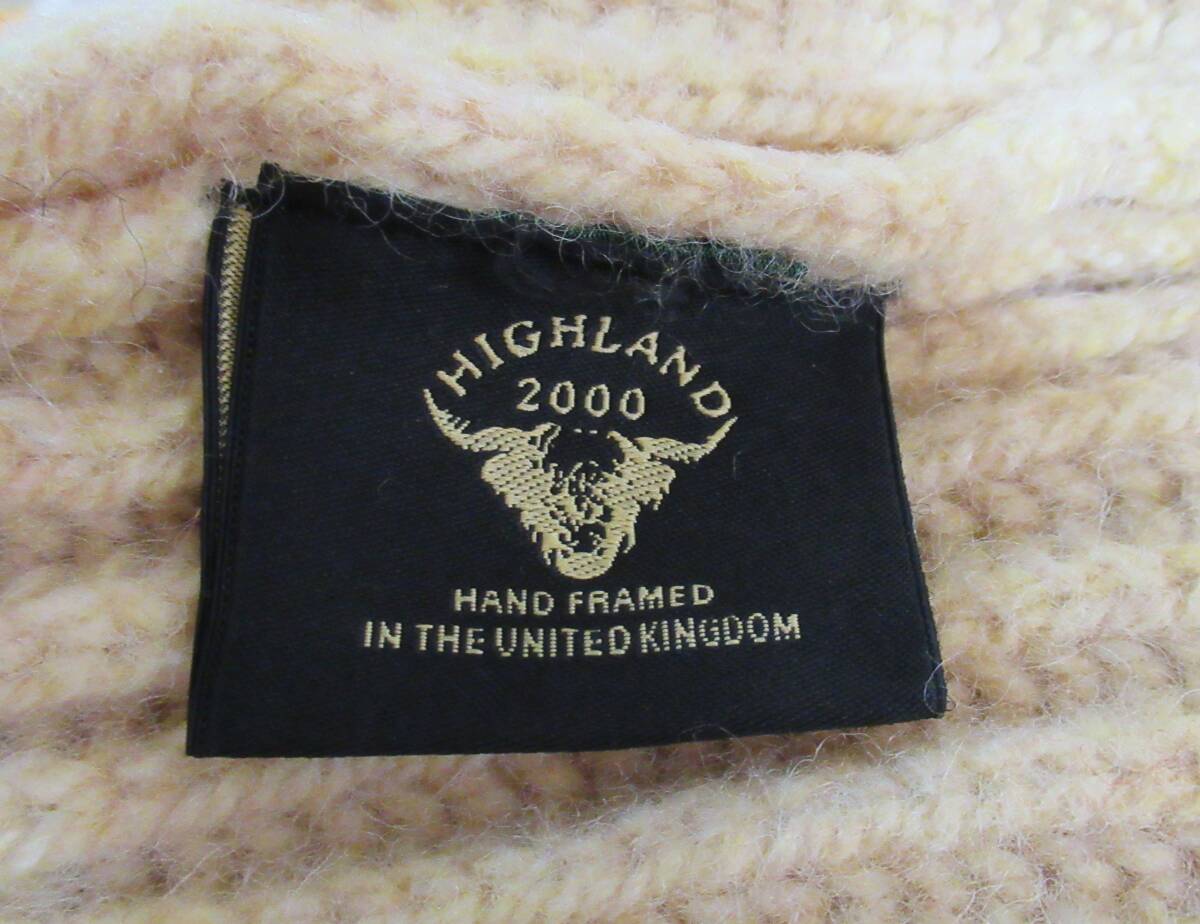 HIGHLAND
2000
HAND FRAMED
IN THE UNITED KINGDOM